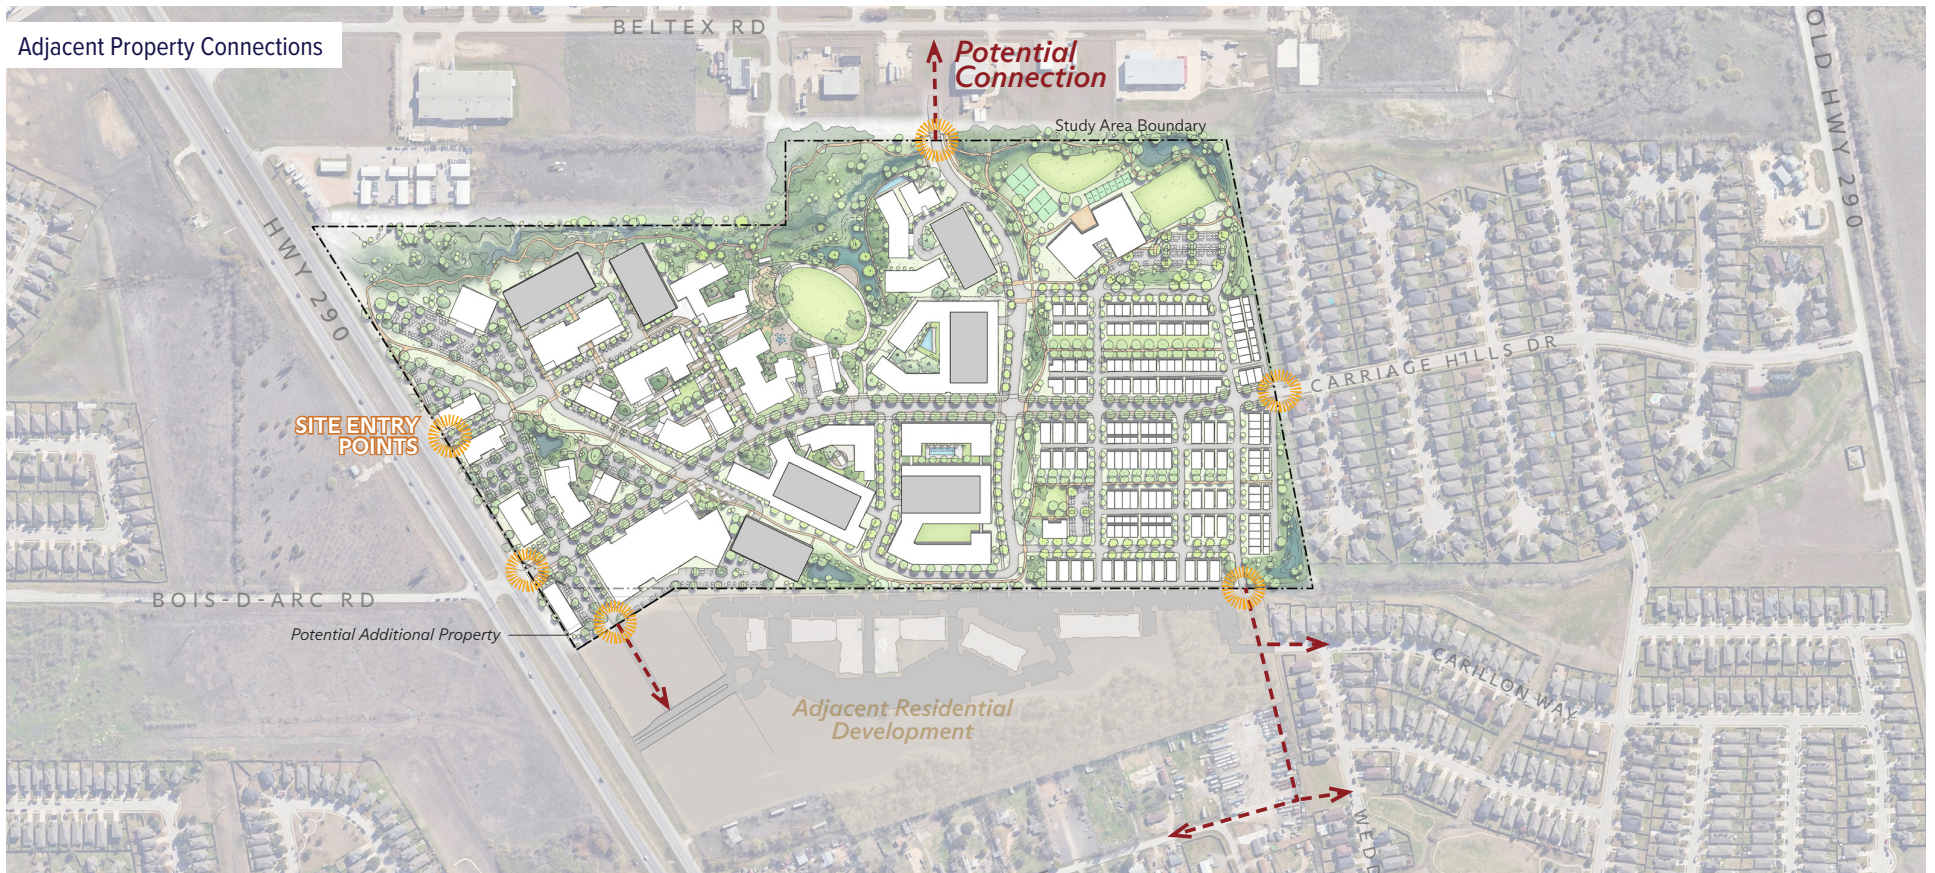 Adjacent Property Connections
BELTEX RD
OLD HWY 290
Potential
Connection
Study Area Boundary
HWY 290
CARRIAGE HILLS DR
SITE ENTRY
POINTS
BOIS-D-ARC RD
Potential Additional Property
CARILLON WAY
Adjacent Residential
Development